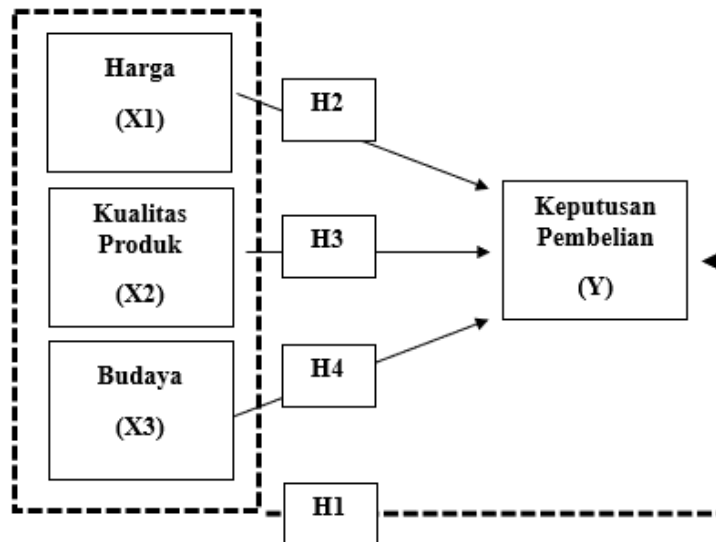 Harga
(X1)
H2
Kualitas
Produk
(X2)
H3
Keputusan
Pembelian
(Y)
Budaya
(X3)
H4
H1